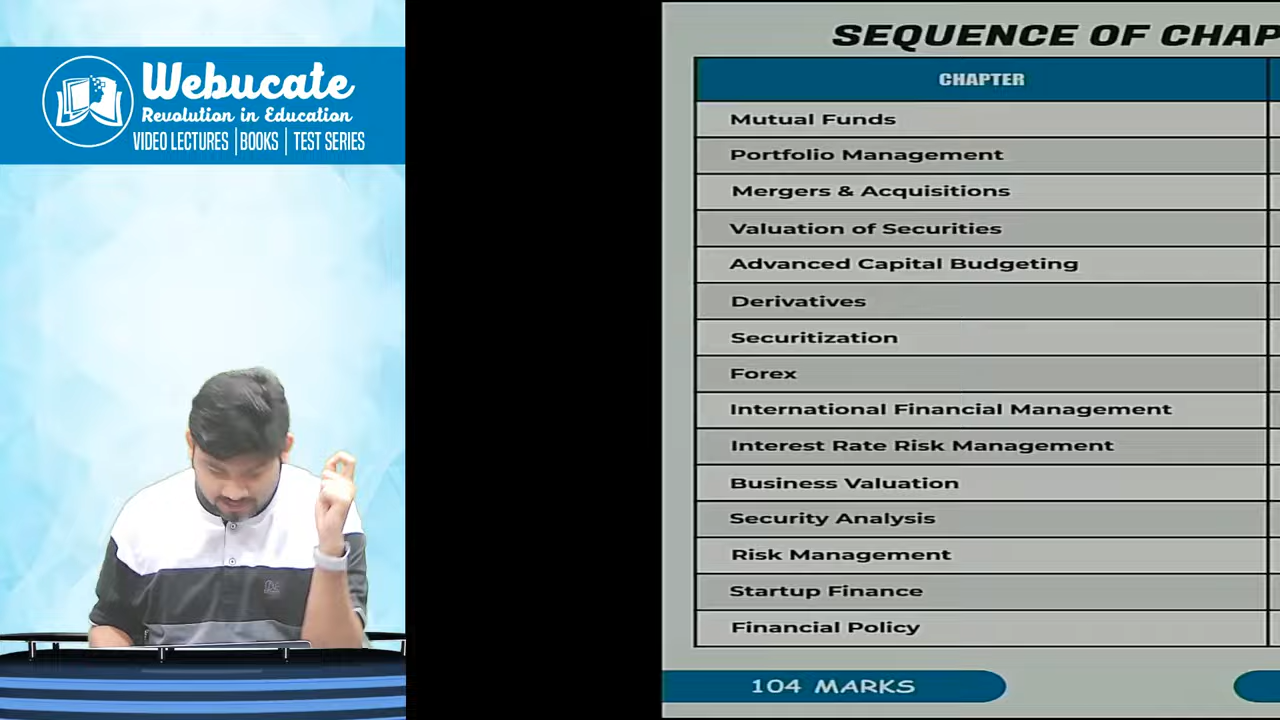 Webucate
Revolution in Education
VIDEO LECTURES | BOOKS | TEST SERIES
SEQUENCE OF CHAP
CHAPTER
Mutual Funds
Portfolio Management
Mergers & Acquisitions
Valuation of Securities
Advanced Capital Budgeting
Derivatives
Securitization
Forex
International Financial Management
Interest Rate Risk Management
Business Valuation
Security Analysis
Risk Management
Startup Finance
Financial Policy
104 MARKS